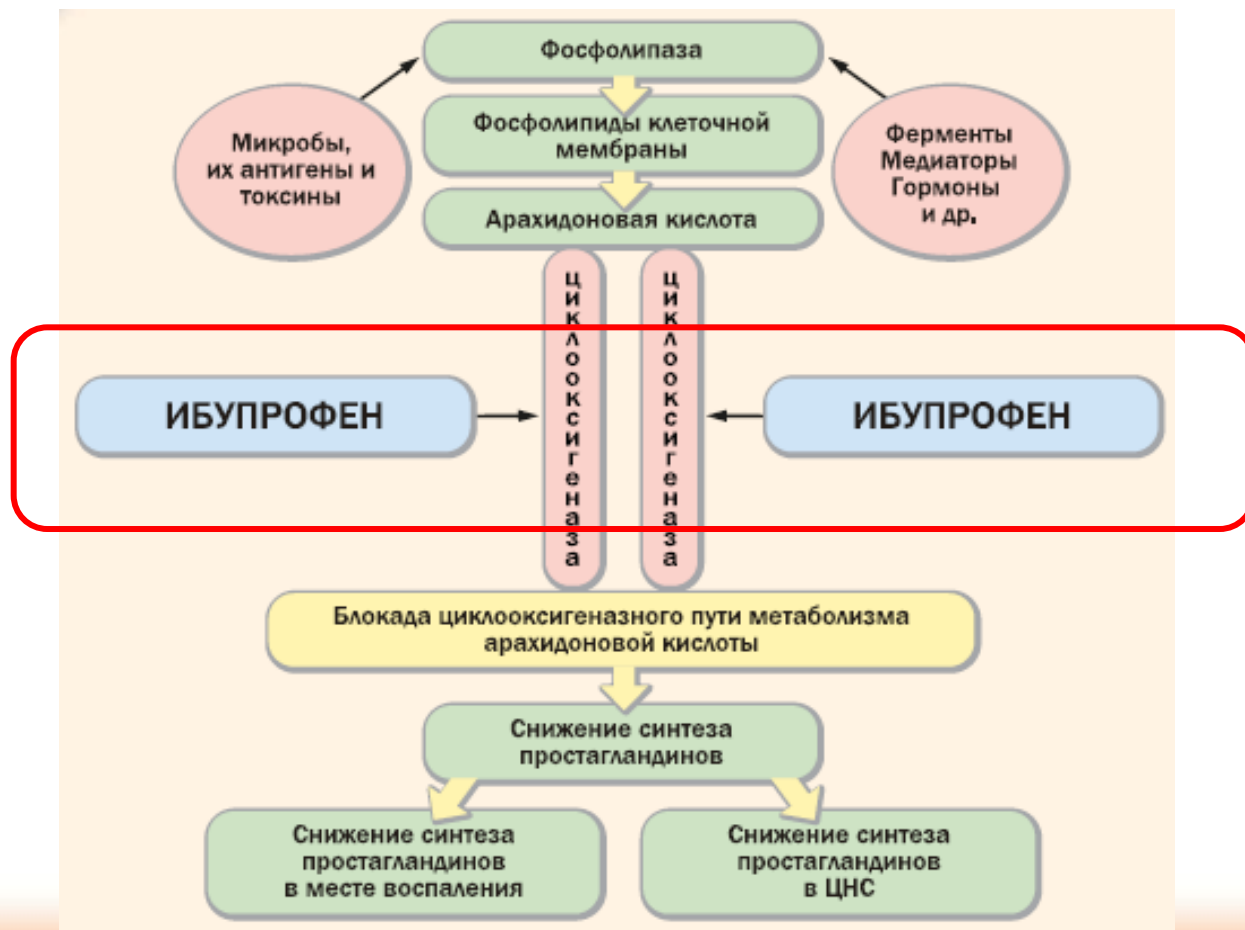 Фосфолипаза
Микробы,
их антигены и
токсины
Фосфолипиды клеточной
мембраны
Ферменты
Медиаторы
Гормоны
и др.
Арахидоновая кислота
циклооксигеназа
циклооксигеназа
ИБУПРОФЕН
ИБУПРОФЕН
Блокада циклооксигеназного пути метаболизма
арахидоновой кислоты
Снижение синтеза
простагландинов
Снижение синтеза
простагландинов
в месте воспаления
Снижение синтеза
простагландинов
в ЦНС